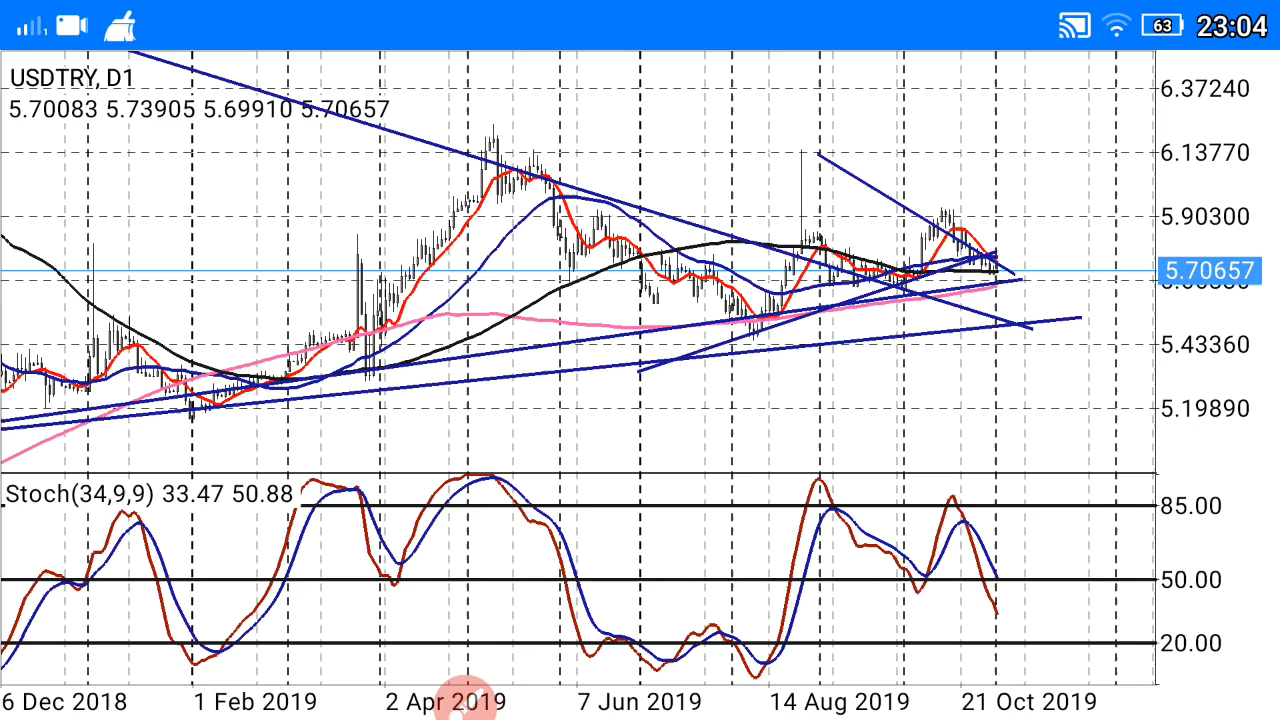 63 23:04
USDTRY, D1
5.70083 5.73905 5.69910 5.70657
6.37240
6.13770
5.90300
5.70657
5.43360
5.19890
Stoch(34,9,9) 33.47 50.88
85.00
50.00
20.00
6 Dec 2018 1 Feb 2019 2 Apr 2019 7 Jun 2019 14 Aug 2019 21 Oct 2019